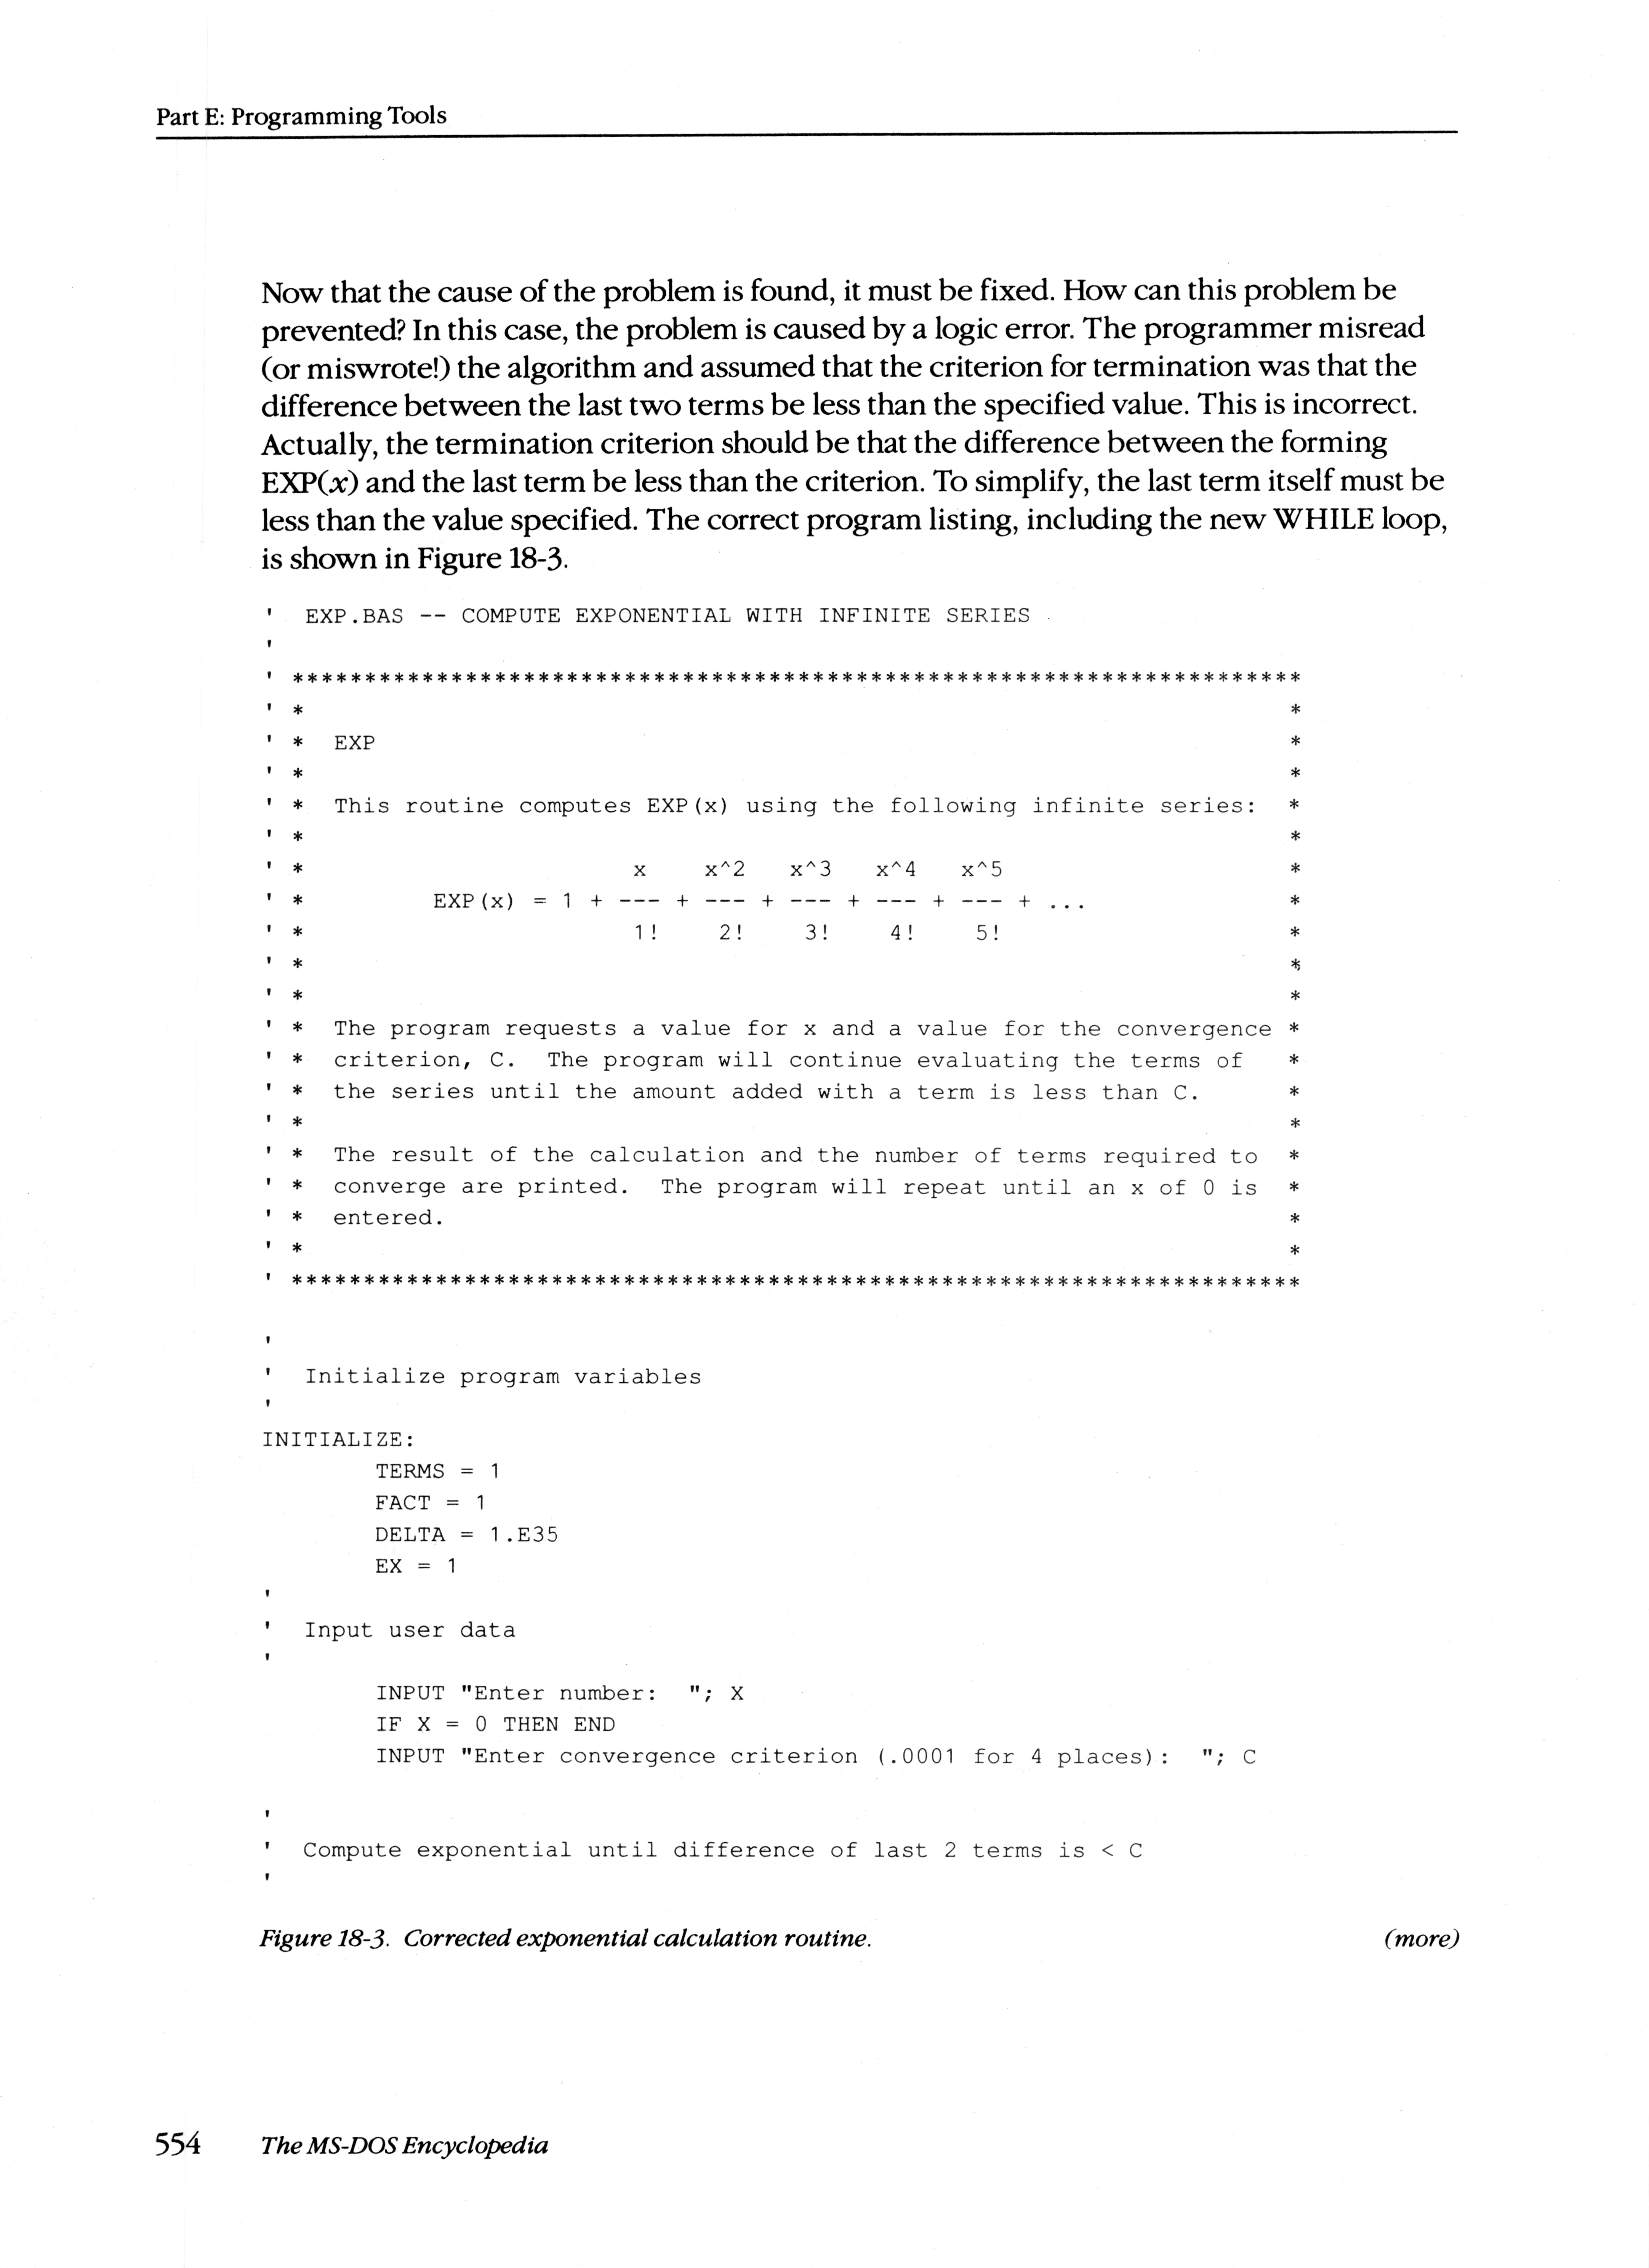 Part E: Programming Tools
Now that the cause of the problem is found, it must be fixed. How can this problem be
prevented? In this case, the problem is caused by a logic error. The programmer misread
(or miswrote!) the algorithm and assumed that the criterion for termination was that the
difference between the last two terms be less than the specified value. This is incorrect.
Actually, the termination criterion should be that the difference between the forming
EXP(x) and the last term be less than the criterion. To simplify, the last term itself must be
less than the value specified. The correct program listing, including the new WHILE loop,
is shown in Figure 18-3.
'  EXP.BAS -- COMPUTE EXPONENTIAL WITH INFINITE SERIES
'
' **********************************************************************
' *                                                                    *
' *  EXP                                                               *
' *                                                                    *
' *  This routine computes EXP(x) using the following infinite series:  *
' *                                                                    *
' *                       x    x^2   x^3   x^4   x^5                   *
' *         EXP(x) = 1 + --- + --- + --- + --- + --- + ...             *
' *                       1!    2!    3!    4!    5!                   *
' *                                                                    *
' *                                                                    *
' *  The program requests a value for x and a value for the convergence *
' *  criterion, C.  The program will continue evaluating the terms of   *
' *  the series until the amount added with a term is less than C.      *
' *                                                                    *
' *  The result of the calculation and the number of terms required to  *
' *  converge are printed.  The program will repeat until an x of 0 is  *
' *  entered.                                                          *
' *                                                                    *
' **********************************************************************
'
'  Initialize program variables
'
INITIALIZE:
        TERMS = 1
        FACT = 1
        DELTA = 1.E35
        EX = 1
'
'  Input user data
'
        INPUT "Enter number:  "; X
        IF X = 0 THEN END
        INPUT "Enter convergence criterion (.0001 for 4 places):  "; C
'
'  Compute exponential until difference of last 2 terms is < C
'
Figure 18-3. Corrected exponential calculation routine. (more)
554 The MS-DOS Encyclopedia